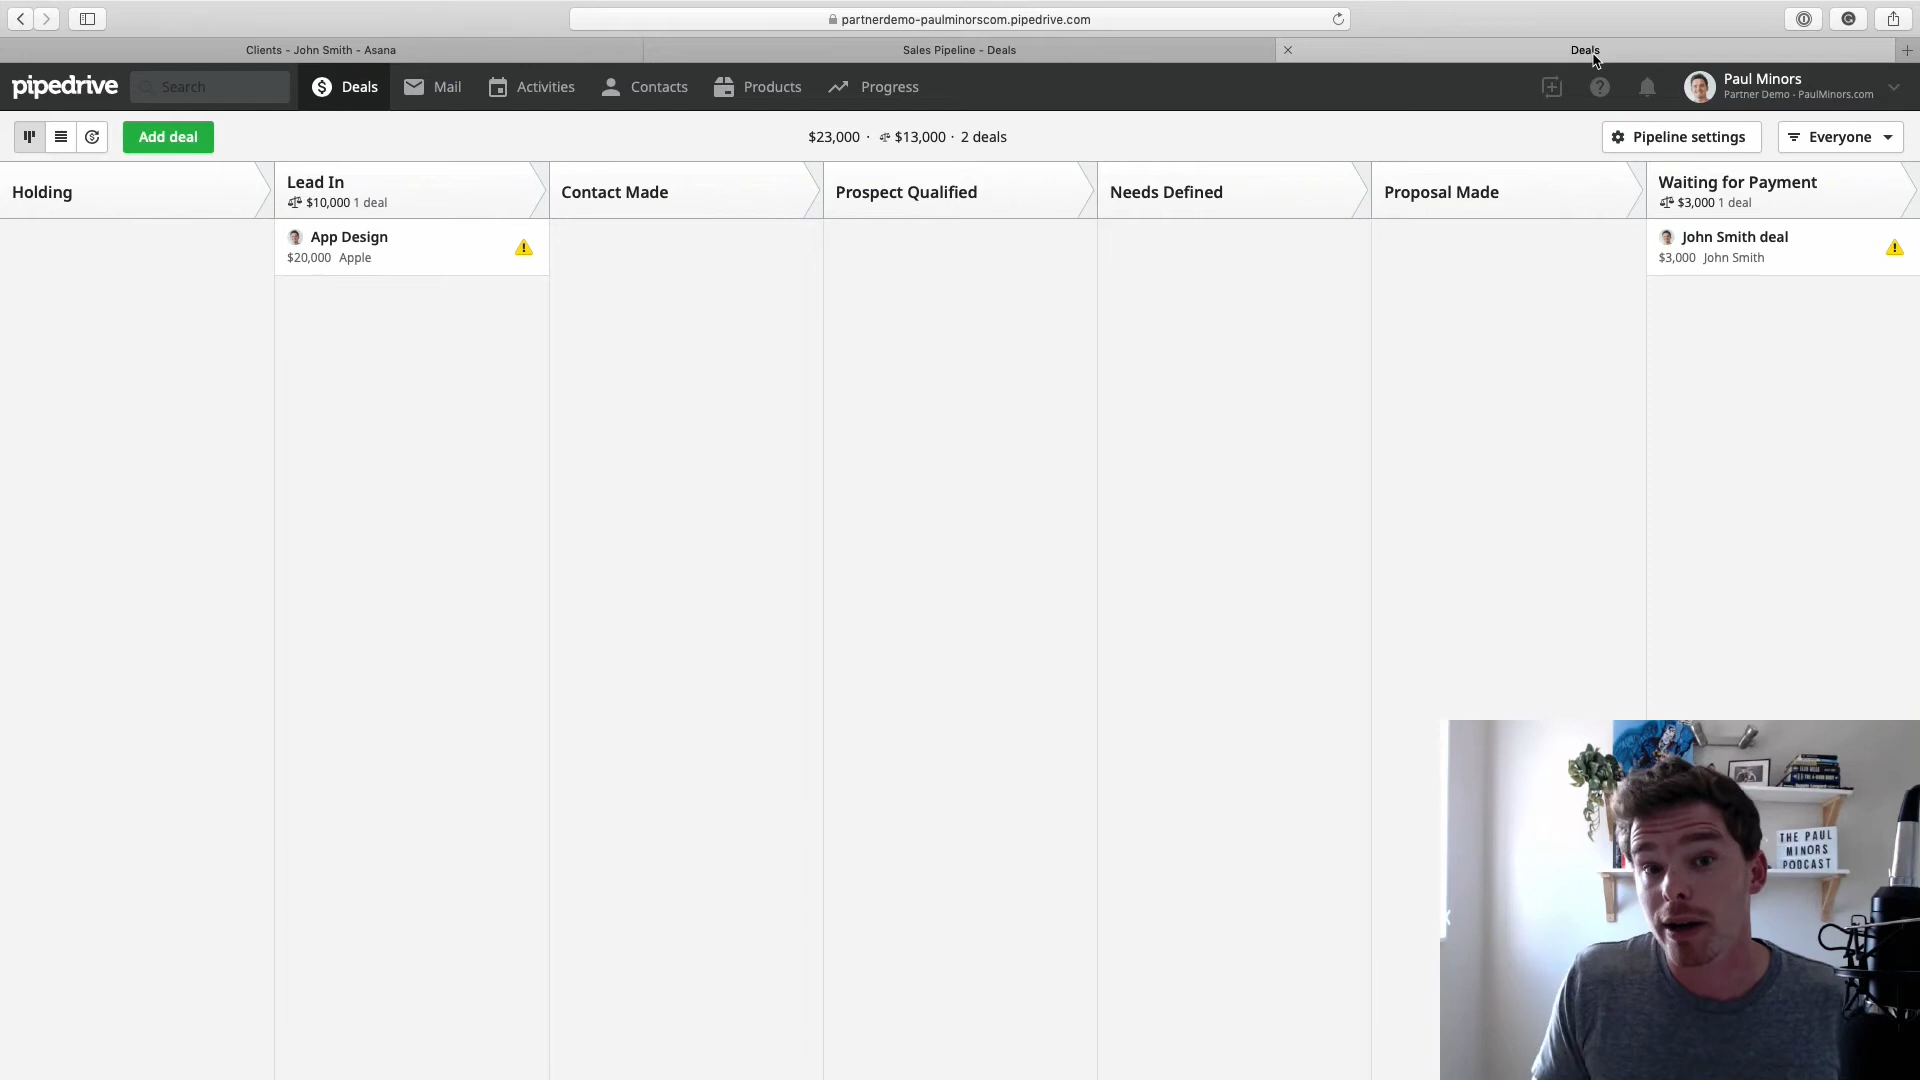 partnerdemo-paulminorscom.pipedrive.com
Clients - John Smith - Asana
Sales Pipeline - Deals
Deals
pipedrive
Search
Deals
Mail
Activities
Contacts
Products
Progress
Paul Minors
Partner Demo - PaulMinors.com
Add deal
$23,000 · $13,000 · 2 deals
Pipeline settings
Everyone
Holding
Lead In
$10,000 1 deal
Contact Made
Prospect Qualified
Needs Defined
Proposal Made
Waiting for Payment
$3,000 1 deal
App Design
$20,000 Apple
John Smith deal
$3,000 John Smith
THE PAUL
MINORS
PODCAST